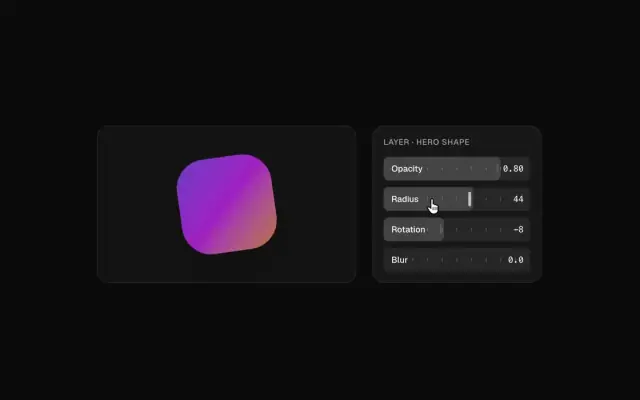 LAYER · HERO SHAPE
Opacity 0.80
Radius 44
Rotation −8
Blur 0.0